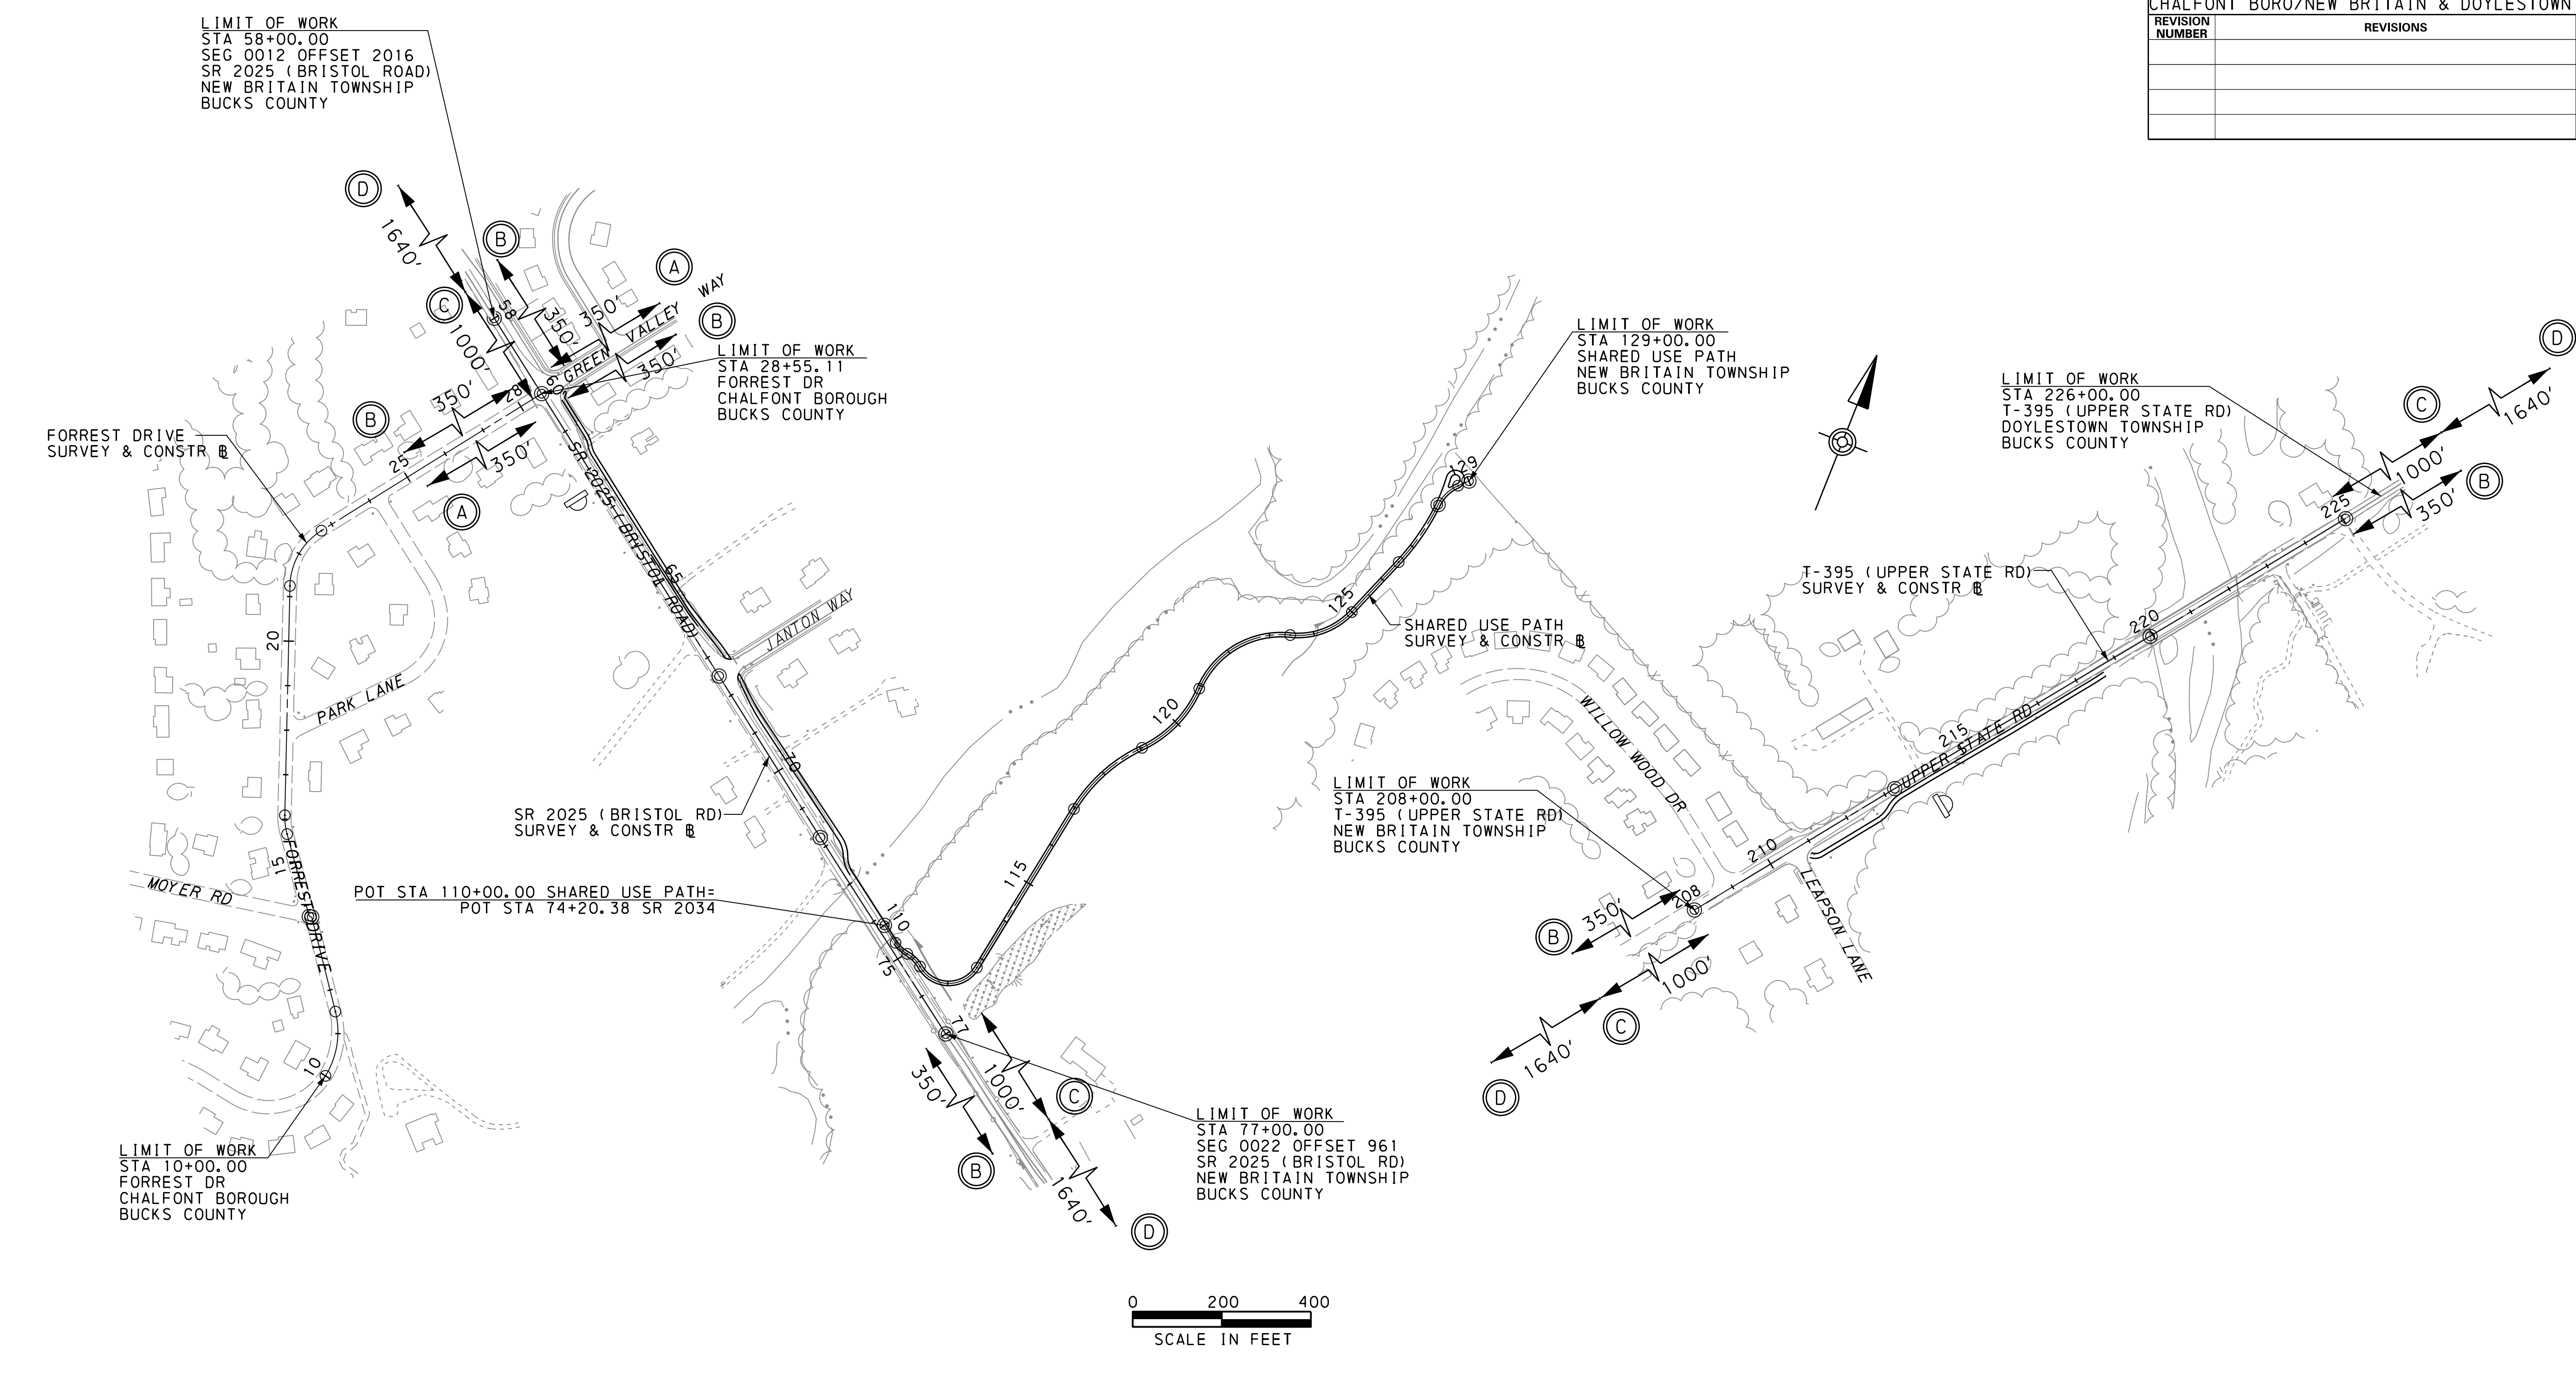 CHALFONT BORO/NEW BRITAIN & DOYLESTOWN
REVISION
NUMBER
REVISIONS
LIMIT OF WORK
STA 58+00.00
SEG 0012 OFFSET 2016
SR 2025 (BRISTOL ROAD)
NEW BRITAIN TOWNSHIP
BUCKS COUNTY
D
1640'
B
A
C
58
350'
350'
1000'
GREEN VALLEY WAY
B
350'
60
28
LIMIT OF WORK
STA 28+55.11
FORREST DR
CHALFONT BOROUGH
BUCKS COUNTY
B
350'
350'
A
25
FORREST DRIVE
SURVEY & CONSTR BL
SR 2025 (BRISTOL ROAD)
65
JANTON WAY
20
PARK LANE
70
SR 2025 (BRISTOL RD)
SURVEY & CONSTR BL
15
FORREST DRIVE
MOYER RD
POT STA 110+00.00 SHARED USE PATH=
POT STA 74+20.38 SR 2034
110
75
77
10
LIMIT OF WORK
STA 10+00.00
FORREST DR
CHALFONT BOROUGH
BUCKS COUNTY
350'
B
1000'
C
1640'
D
LIMIT OF WORK
STA 77+00.00
SEG 0022 OFFSET 961
SR 2025 (BRISTOL RD)
NEW BRITAIN TOWNSHIP
BUCKS COUNTY
LIMIT OF WORK
STA 129+00.00
SHARED USE PATH
NEW BRITAIN TOWNSHIP
BUCKS COUNTY
129
125
SHARED USE PATH
SURVEY & CONSTR BL
120
115
WILLOW WOOD DR
LIMIT OF WORK
STA 208+00.00
T-395 (UPPER STATE RD)
NEW BRITAIN TOWNSHIP
BUCKS COUNTY
208
210
350'
B
1000'
C
1640'
D
LEAPSON LANE
215
UPPER STATE RD
T-395 (UPPER STATE RD)
SURVEY & CONSTR BL
220
225
LIMIT OF WORK
STA 226+00.00
T-395 (UPPER STATE RD)
DOYLESTOWN TOWNSHIP
BUCKS COUNTY
D
1640'
C
1000'
B
350'
0 200 400
SCALE IN FEET